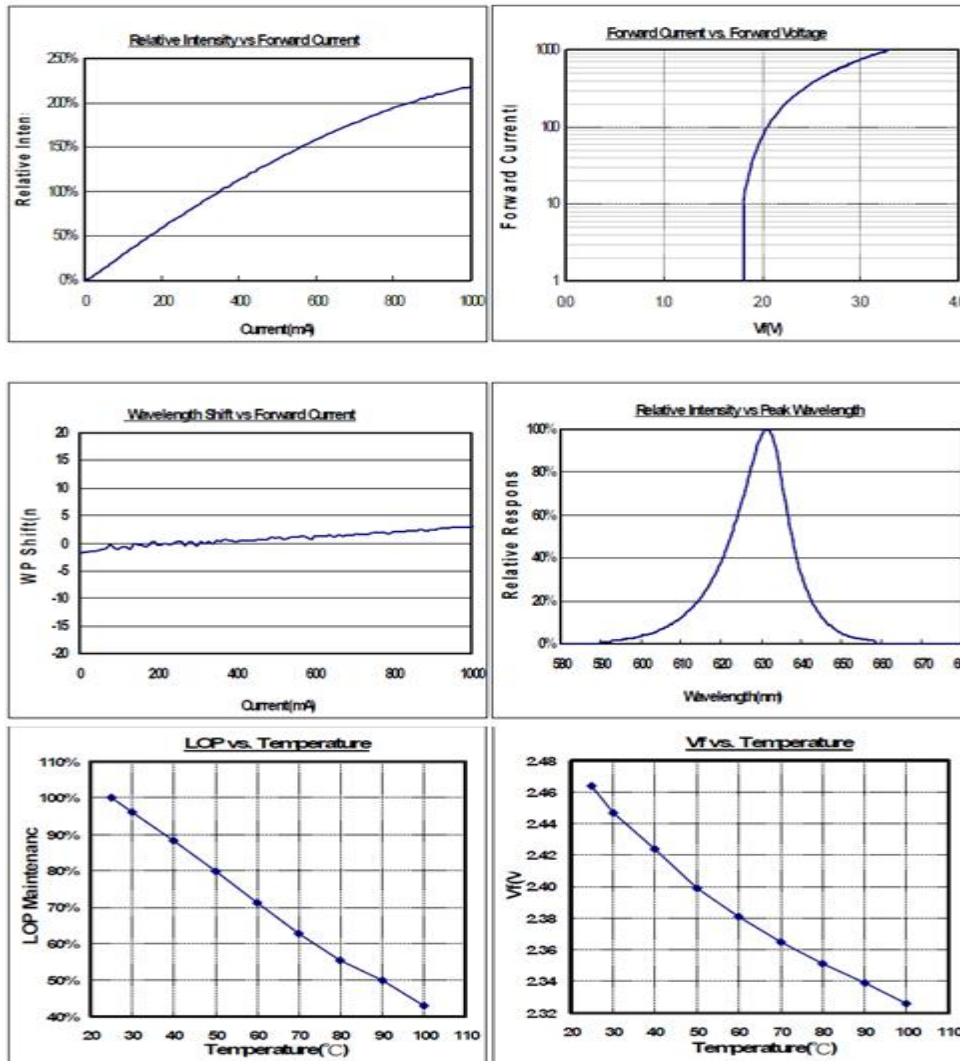 Relative Intensity vs Forward Current
250%
200%
150%
100%
50%
0%
Relative Inten
0 200 400 600 800 1000
Current(mA)
Forward Current vs. Forward Voltage
1000
100
10
1
Forward Current(
0.0 1.0 2.0 3.0 4.0
Vf(V)
Wavelength Shift vs Forward Current
20
15
10
5
0
-5
-10
-15
-20
WP Shift(n
0 200 400 600 800 1000
Current(mA)
Relative Intensity vs Peak Wavelength
100%
80%
60%
40%
20%
0%
Relative Respons
580 590 600 610 620 630 640 650 660 670
Wavelength(nm)
LOP vs. Temperature
110%
100%
90%
80%
70%
60%
50%
40%
LOP Maintenanc
20 30 40 50 60 70 80 90 100 110
Temperature(℃)
Vf vs. Temperature
2.48
2.46
2.44
2.42
2.40
2.38
2.36
2.34
2.32
Vf(V
20 30 40 50 60 70 80 90 100 110
Temperature(℃)